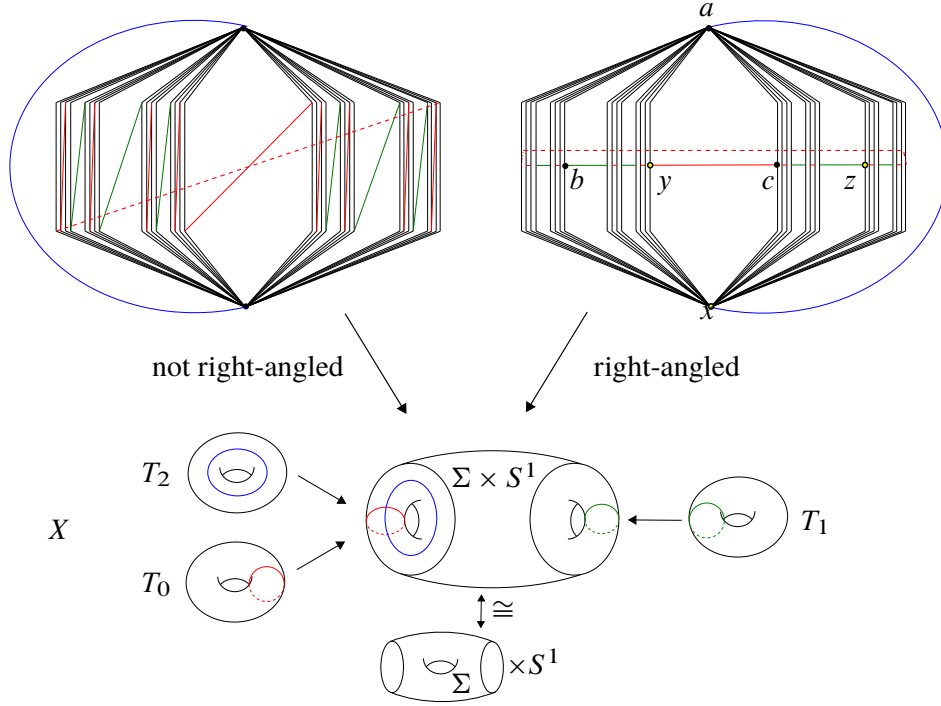 a
b
y
c
z
x
not right-angled
right-angled
T₂
Σ × S¹
X
T₁
T₀
≅
Σ
×S¹